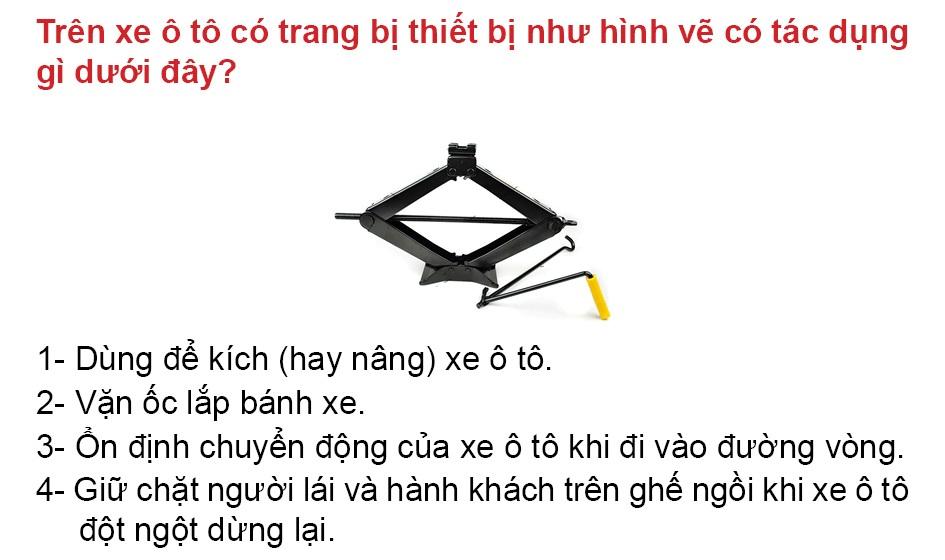 Trên xe ô tô có trang bị thiết bị như hình vẽ có tác dụng
gì dưới đây?
1- Dùng để kích (hay nâng) xe ô tô.
2- Vặn ốc lắp bánh xe.
3- Ổn định chuyển động của xe ô tô khi đi vào đường vòng.
4- Giữ chặt người lái và hành khách trên ghế ngồi khi xe ô tô
đột ngột dừng lại.